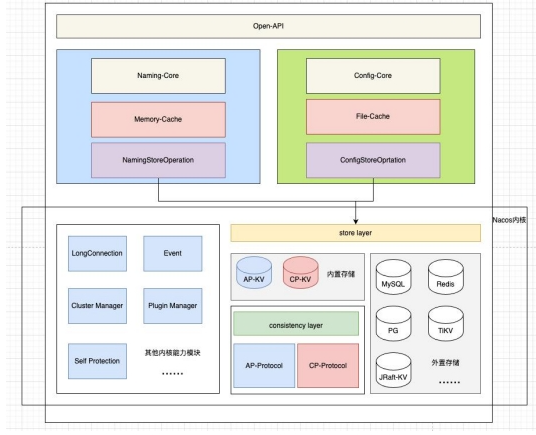 Open-API
Naming-Core
Config-Core
Memory-Cache
File-Cache
NamingStoreOperation
ConfigStoreOprtation
Nacos内核
store layer
LongConnection
Event
AP-KV
CP-KV
内置存储
MySQL
Redis
Cluster Manager
Plugin Manager
consistency layer
PG
TiKV
Self Protection
其他内核能力模块
......
AP-Protocol
CP-Protocol
JRaft-KV
外置存储
......